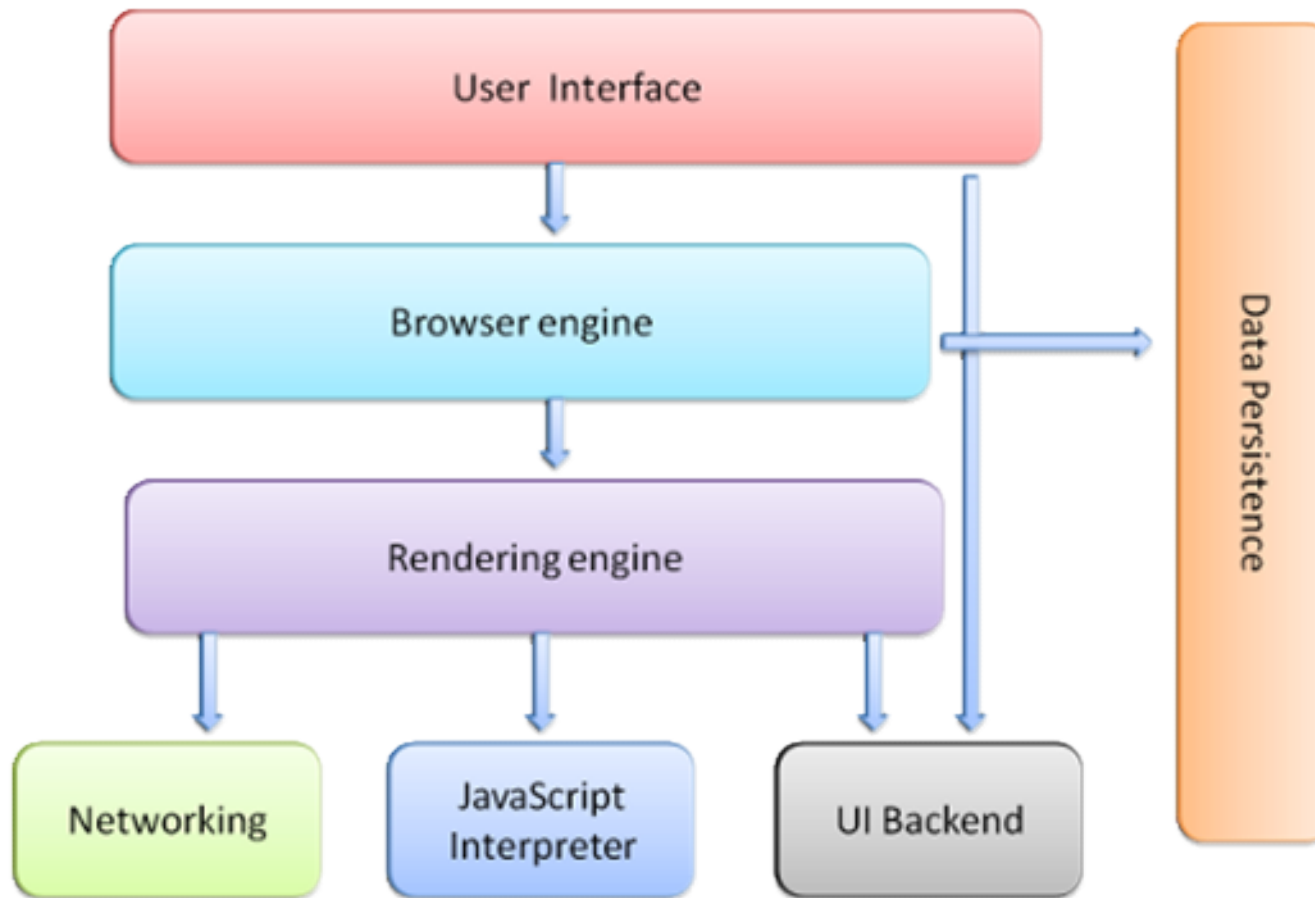 User Interface
Browser engine
Data Persistence
Rendering engine
Networking
JavaScript
Interpreter
UI Backend